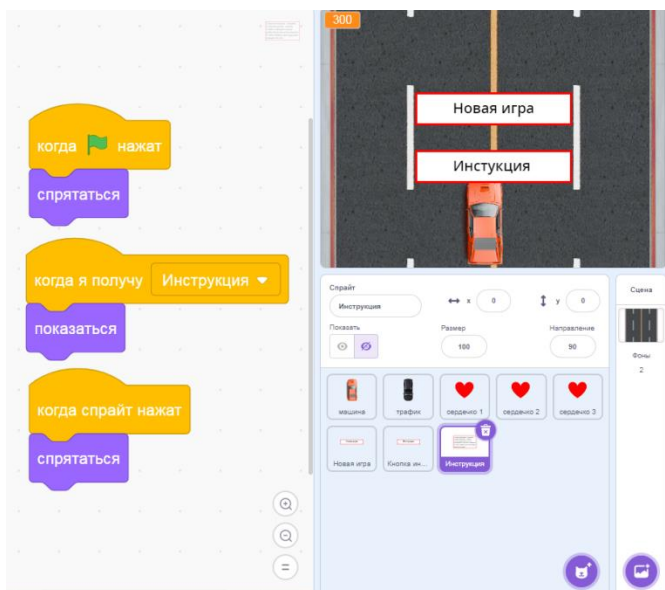 когда нажат
спрятаться
когда я получу Инструкция
показаться
когда спрайт нажат
спрятаться
300
Новая игра
Инстукция
Спрайт
Инструкция
x 0
y 0
Показать
Размер
100
Направление
90
машина
трафик
сердечко 1
сердечко 2
сердечко 3
Новая игра
Кнопка ин...
Инструкция
Сцена
Фоны
2